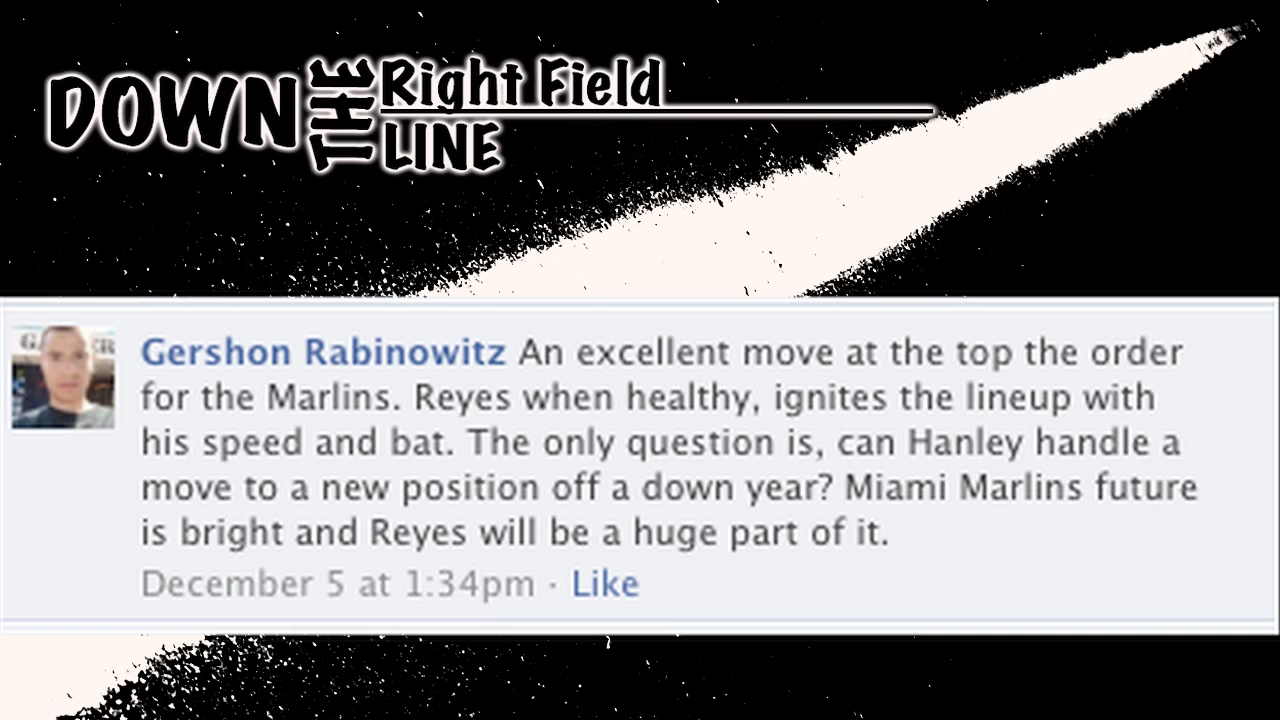 DOWN THE Right Field LINE
Gershon Rabinowitz An excellent move at the top the order
for the Marlins. Reyes when healthy, ignites the lineup with
his speed and bat. The only question is, can Hanley handle a
move to a new position off a down year? Miami Marlins future
is bright and Reyes will be a huge part of it.
December 5 at 1:34pm · Like